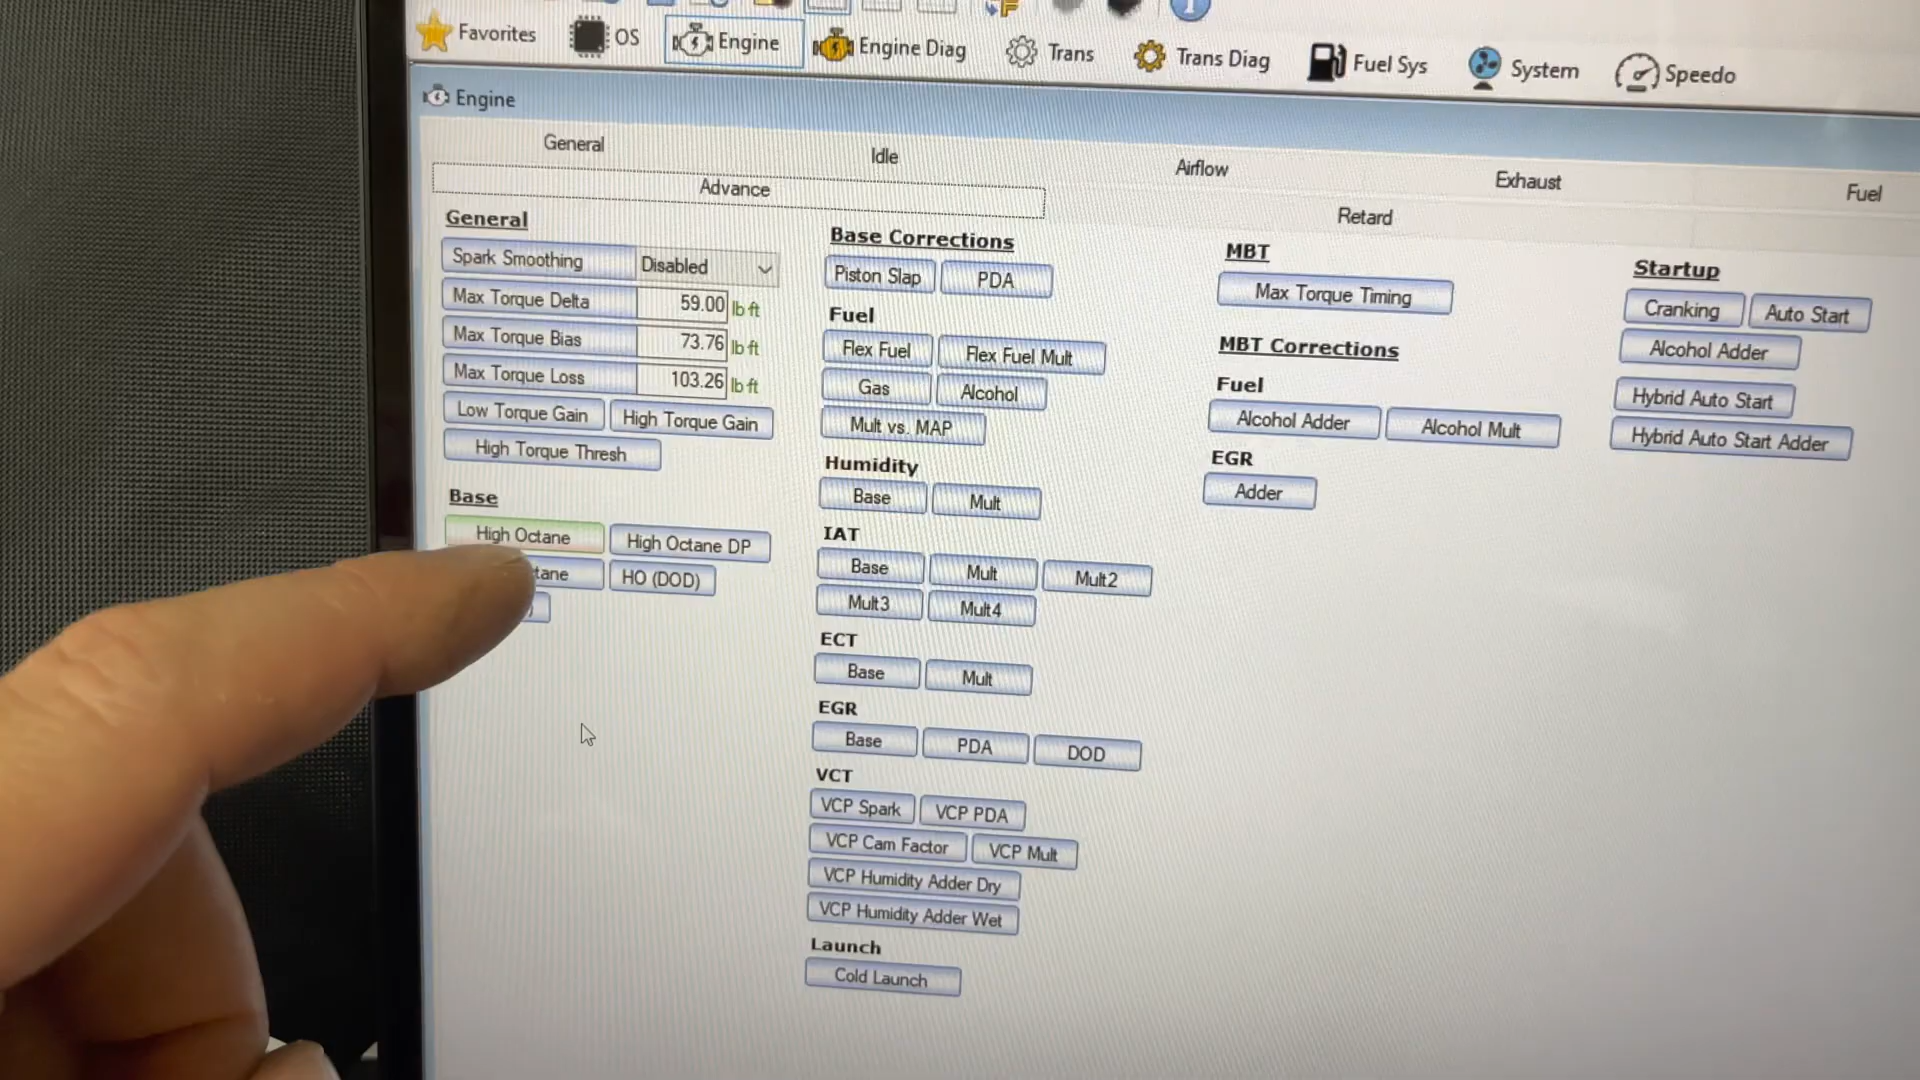 Favorites OS Engine Engine Diag Trans Trans Diag Fuel Sys System Speedo
Engine
General Idle Airflow Exhaust Fuel
Advance Retard
General
Spark Smoothing Disabled
Max Torque Delta 59.00 lb ft
Max Torque Bias 73.76 lb ft
Max Torque Loss 103.26 lb ft
Low Torque Gain High Torque Gain
High Torque Thresh
Base
High Octane High Octane DP
tane HO (DOD)
)
Base Corrections
Piston Slap PDA
Fuel
Flex Fuel Flex Fuel Mult
Gas Alcohol
Mult vs. MAP
Humidity
Base Mult
IAT
Base Mult Mult2
Mult3 Mult4
ECT
Base Mult
EGR
Base PDA DOD
VCT
VCP Spark VCP PDA
VCP Cam Factor VCP Mult
VCP Humidity Adder Dry
VCP Humidity Adder Wet
Launch
Cold Launch
MBT
Max Torque Timing
MBT Corrections
Fuel
Alcohol Adder Alcohol Mult
EGR
Adder
Startup
Cranking Auto Start
Alcohol Adder
Hybrid Auto Start
Hybrid Auto Start Adder